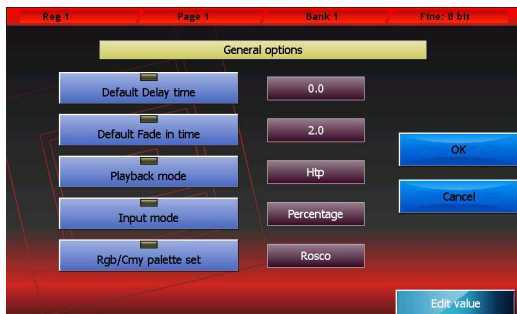 Reg 1 Page 1 Bank 1 Fine: 8 bit
General options
Default Delay time 0.0
Default Fade in time 2.0
OK
Playback mode Htp
Cancel
Input mode Percentage
Rgb/Cmy palette set Rosco
Edit value